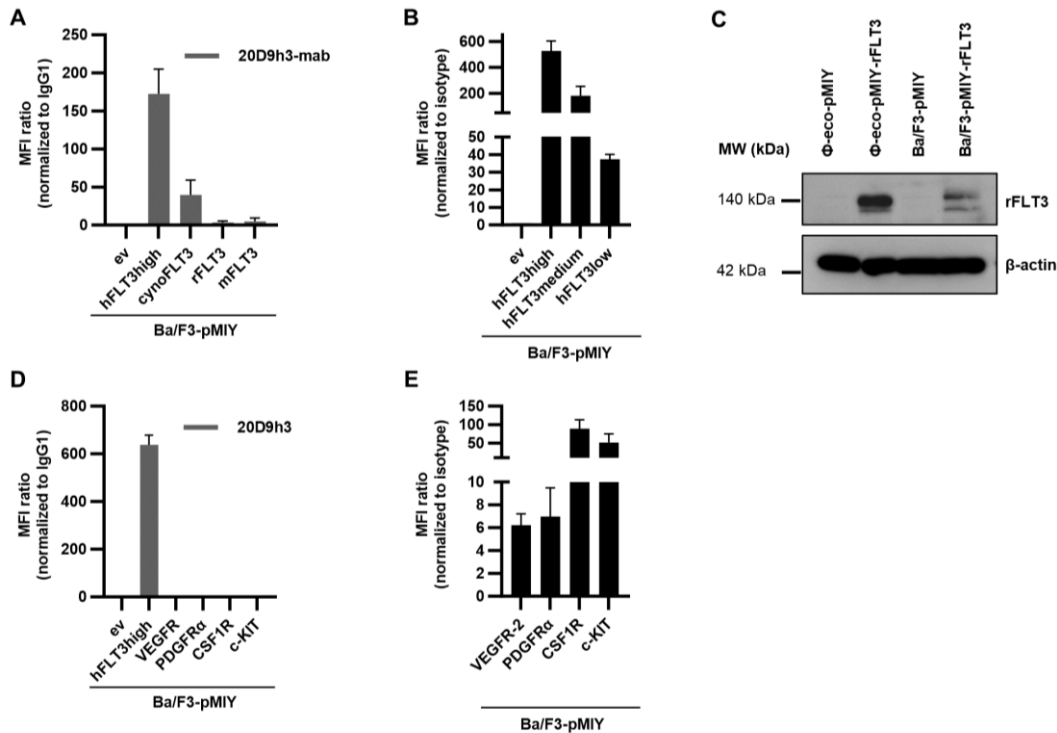 A
MFI ratio
(normalized to IgG1)
250
200
150
100
50
0
20D9h3-mab
ev
hFLT3high
cynoFLT3
rFLT3
mFLT3
Ba/F3-pMIY
B
MFI ratio
(normalized to isotype)
600
400
200
50
40
30
20
10
0
ev
hFLT3high
hFLT3medium
hFLT3low
Ba/F3-pMIY
C
MW (kDa)
Φ-eco-pMIY
Φ-eco-pMIY-rFLT3
Ba/F3-pMIY
Ba/F3-pMIY-rFLT3
140 kDa
rFLT3
42 kDa
β-actin
D
MFI ratio
(normalized to IgG1)
800
600
400
200
0
20D9h3
ev
hFLT3high
VEGFR
PDGFRα
CSF1R
c-KIT
Ba/F3-pMIY
E
MFI ratio
(normalized to isotype)
150
100
50
10
8
6
4
2
0
VEGFR-2
PDGFRα
CSF1R
c-KIT
Ba/F3-pMIY